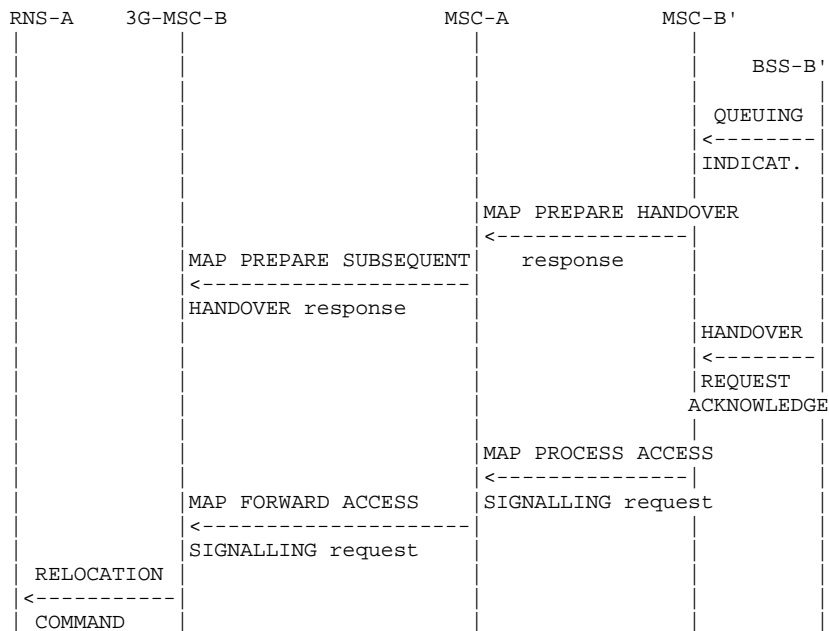 RNS-A 3G-MSC-B MSC-A MSC-B'
BSS-B'
QUEUING
INDICAT.
MAP PREPARE HANDOVER
MAP PREPARE SUBSEQUENT response
HANDOVER response
HANDOVER
REQUEST
ACKNOWLEDGE
MAP PROCESS ACCESS
MAP FORWARD ACCESS SIGNALLING request
SIGNALLING request
RELOCATION
COMMAND